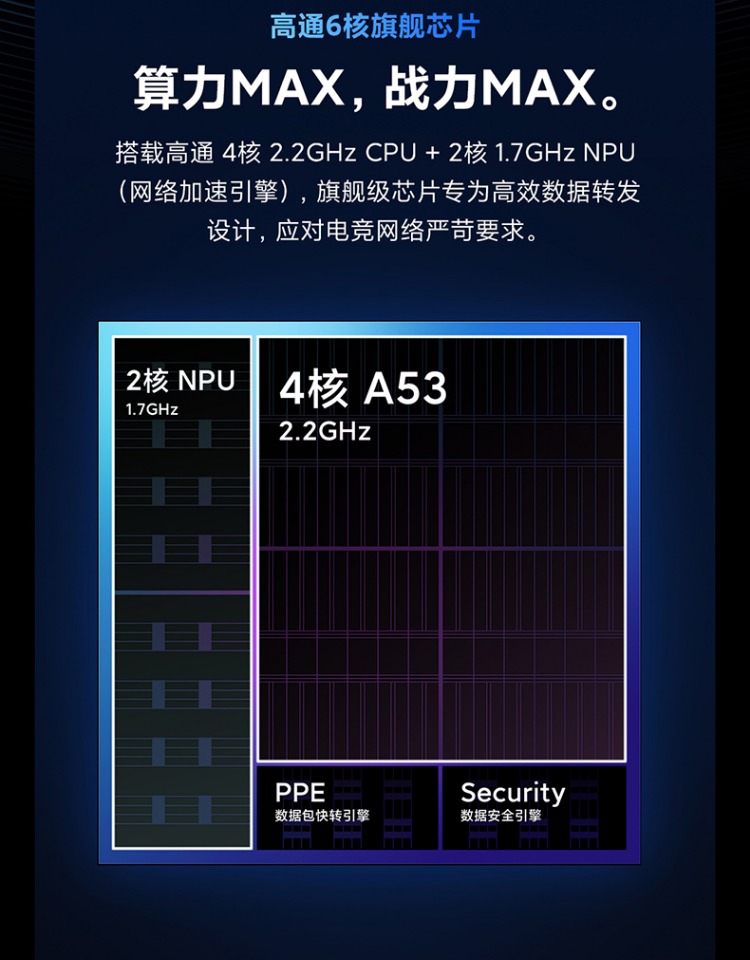 高通6核旗舰芯片
算力MAX，战力MAX。
搭载高通 4核 2.2GHz CPU + 2核 1.7GHz NPU
（网络加速引擎），旗舰级芯片专为高效数据转发
设计，应对电竞网络严苛要求。
2核 NPU
1.7GHz
4核 A53
2.2GHz
PPE
数据包快转引擎
Security
数据安全引擎